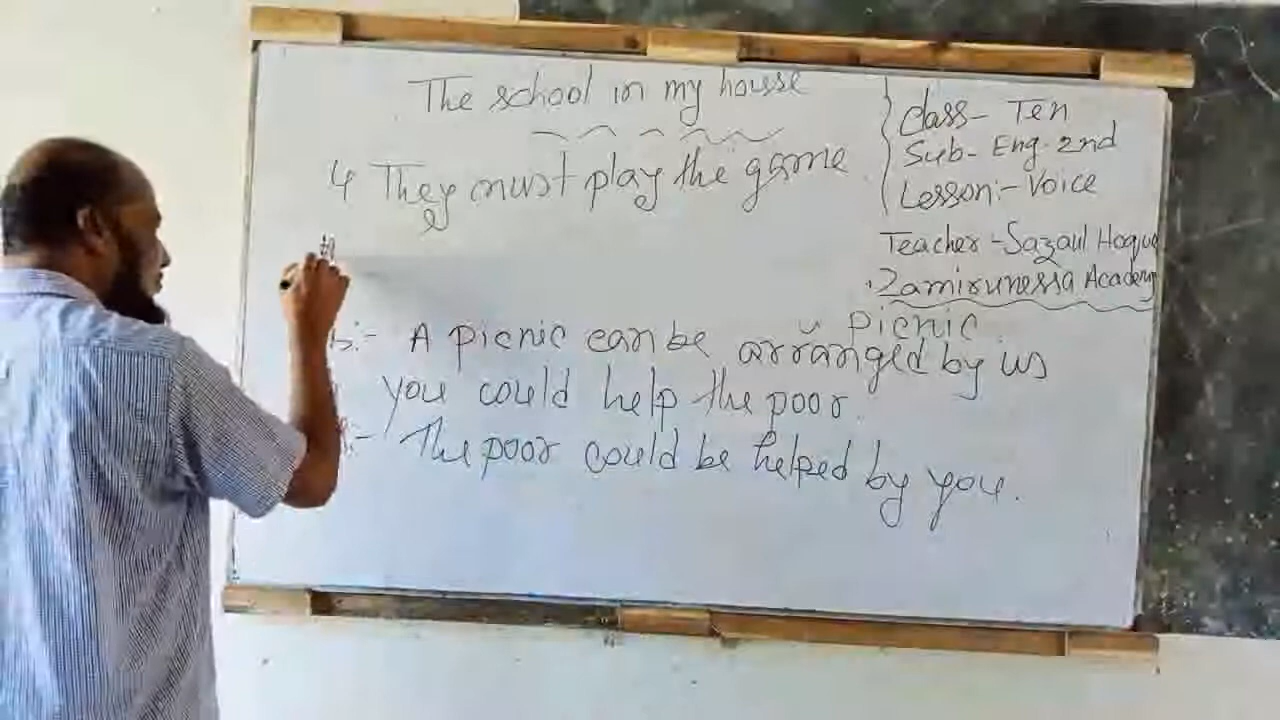 The school in my house
4 They must play the game
Class- Ten
Sub- Eng. 2nd
Lesson:- Voice
Teacher - Sazaul Hoque
Zamirunessa Academy
picnic
A picnic can be arranged by us
you could help the poor.
The poor could be helped by you.